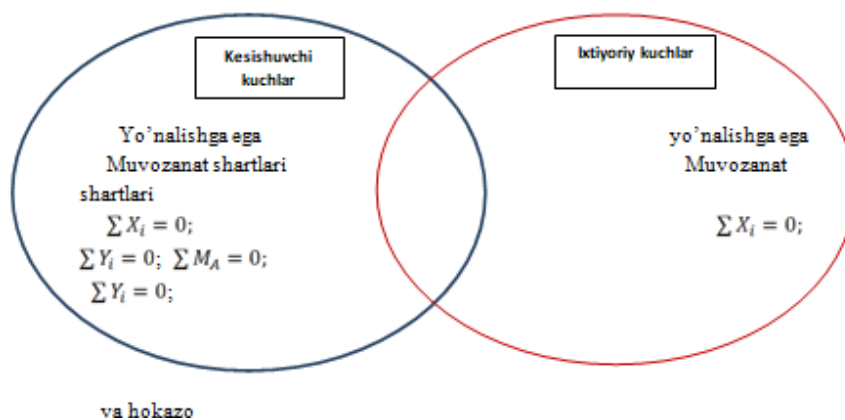 Kesishuvchi
kuchlar
Ixtiyoriy kuchlar
Yo’nalishga ega
yo’nalishga ega
Muvozanat shartlari
Muvozanat
shartlari
∑ X_i = 0;
∑ X_i = 0;
∑ Y_i = 0; ∑ M_A = 0;
∑ Y_i = 0;
va hokazo